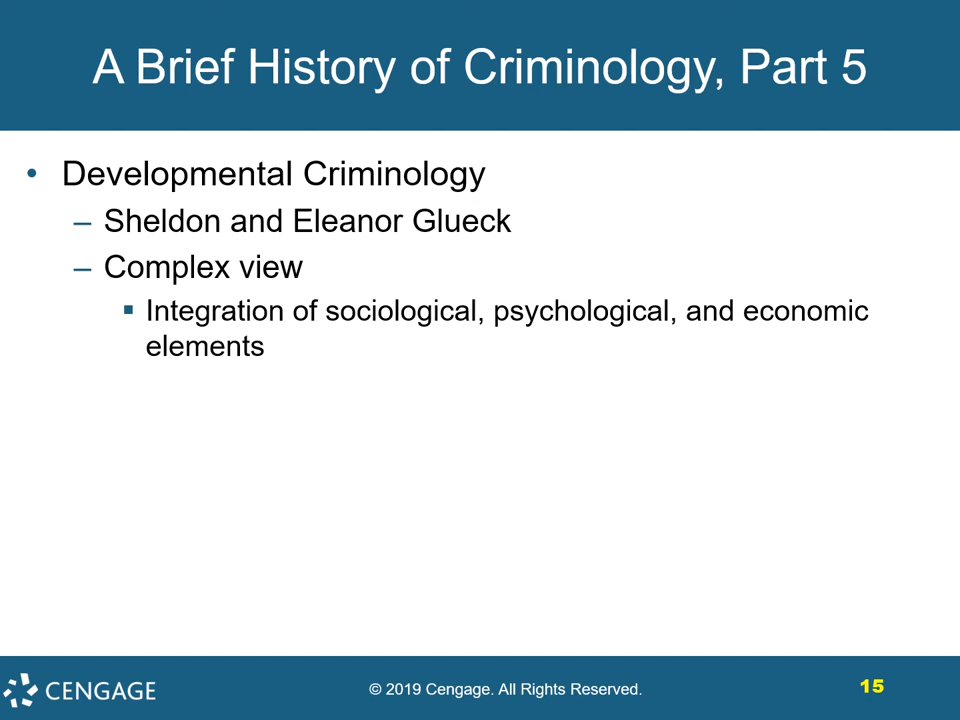 A Brief History of Criminology, Part 5
• Developmental Criminology
– Sheldon and Eleanor Glueck
– Complex view
▪ Integration of sociological, psychological, and economic
elements
CENGAGE
© 2019 Cengage. All Rights Reserved.
15